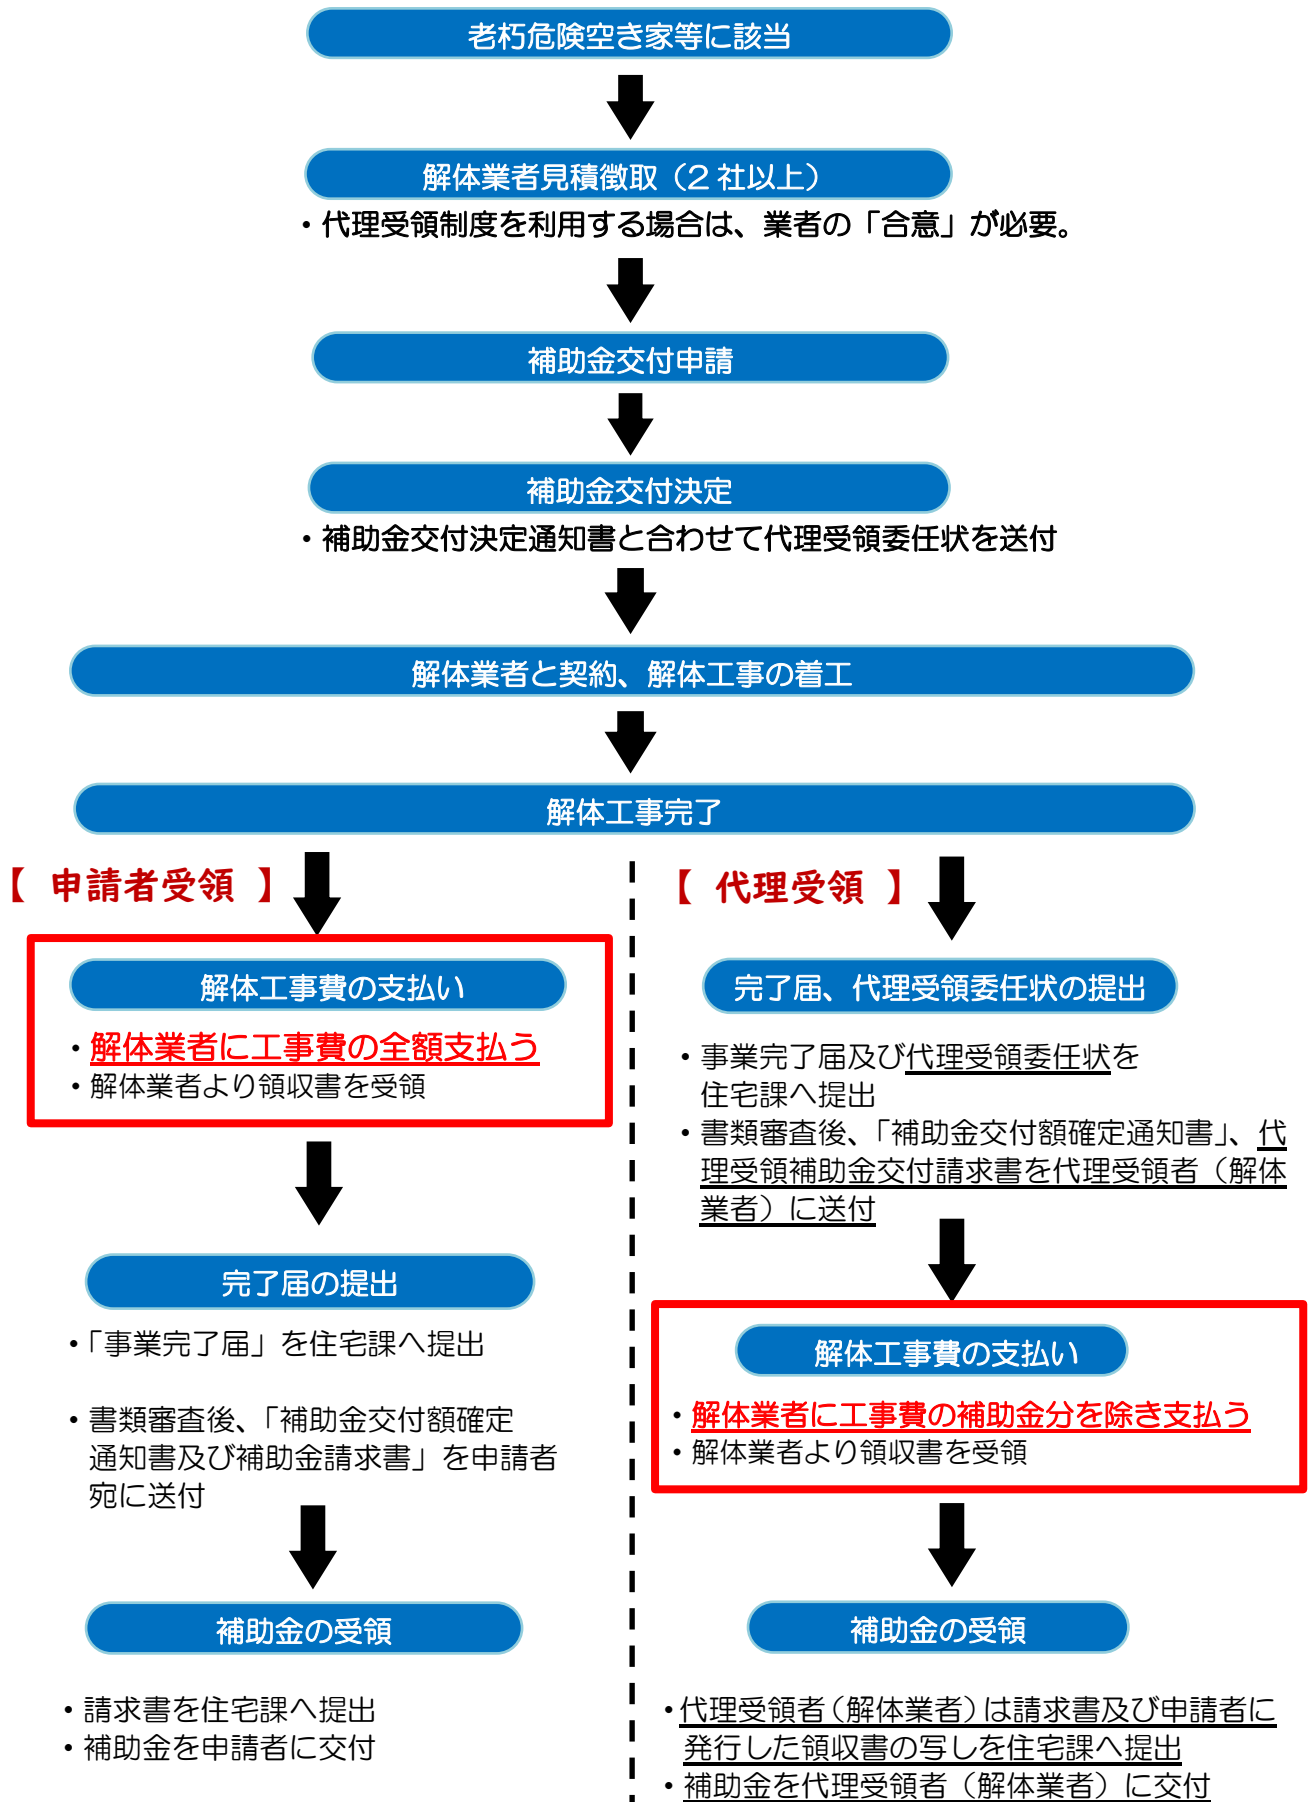 老朽危険空き家等に該当
解体業者見積徴取（2 社以上）
・代理受領制度を利用する場合は、業者の「合意」が必要。
補助金交付申請
補助金交付決定
・補助金交付決定通知書と合わせて代理受領委任状を送付
解体業者と契約、解体工事の着工
解体工事完了
【 申請者受領 】
解体工事費の支払い
・解体業者に工事費の全額支払う
・解体業者より領収書を受領
完了届の提出
・「事業完了届」を住宅課へ提出
・書類審査後、「補助金交付額確定
通知書及び補助金請求書」を申請者
宛に送付
補助金の受領
・請求書を住宅課へ提出
・補助金を申請者に交付
【 代理受領 】
完了届、代理受領委任状の提出
・事業完了届及び代理受領委任状を
住宅課へ提出
・書類審査後、「補助金交付額確定通知書」、代
理受領補助金交付請求書を代理受領者（解体
業者）に送付
解体工事費の支払い
・解体業者に工事費の補助金分を除き支払う
・解体業者より領収書を受領
補助金の受領
・代理受領者（解体業者）は請求書及び申請者に
発行した領収書の写しを住宅課へ提出
・補助金を代理受領者（解体業者）に交付